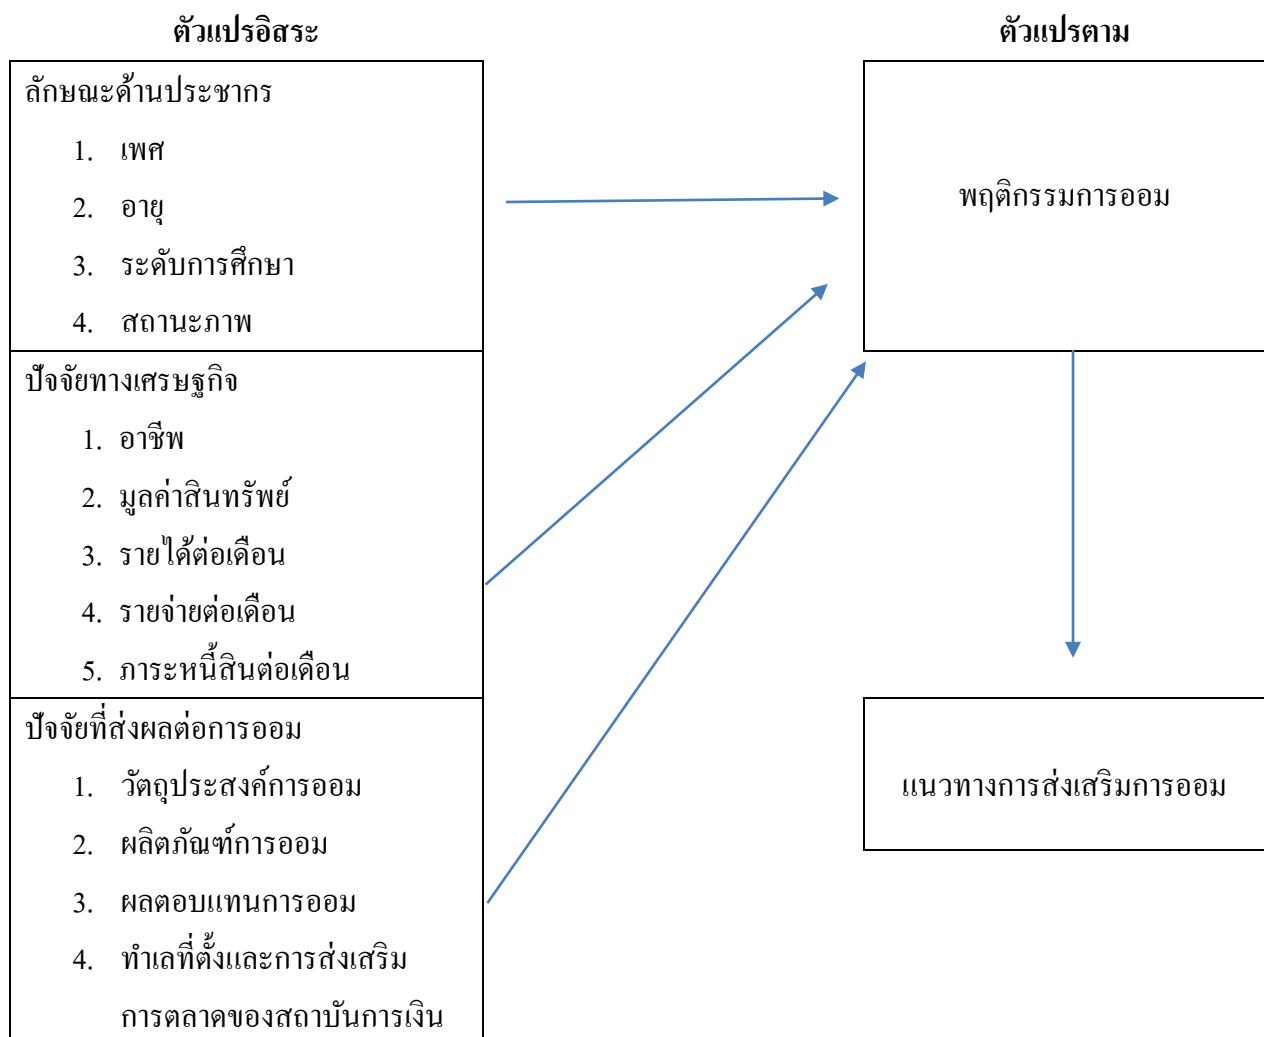 ตัวแปรอิสระ
ตัวแปรตาม
ลักษณะด้านประชากร
1. เพศ
2. อายุ
3. ระดับการศึกษา
4. สถานะภาพ
ปัจจัยทางเศรษฐกิจ
1. อาชีพ
2. มูลค่าสินทรัพย์
3. รายได้ต่อเดือน
4. รายจ่ายต่อเดือน
5. ภาระหนี้สินต่อเดือน
ปัจจัยที่ส่งผลต่อการออม
1. วัตถุประสงค์การออม
2. ผลิตภัณฑ์การออม
3. ผลตอบแทนการออม
4. ทำเลที่ตั้งและการส่งเสริม
การตลาดของสถาบันการเงิน
พฤติกรรมการออม
แนวทางการส่งเสริมการออม